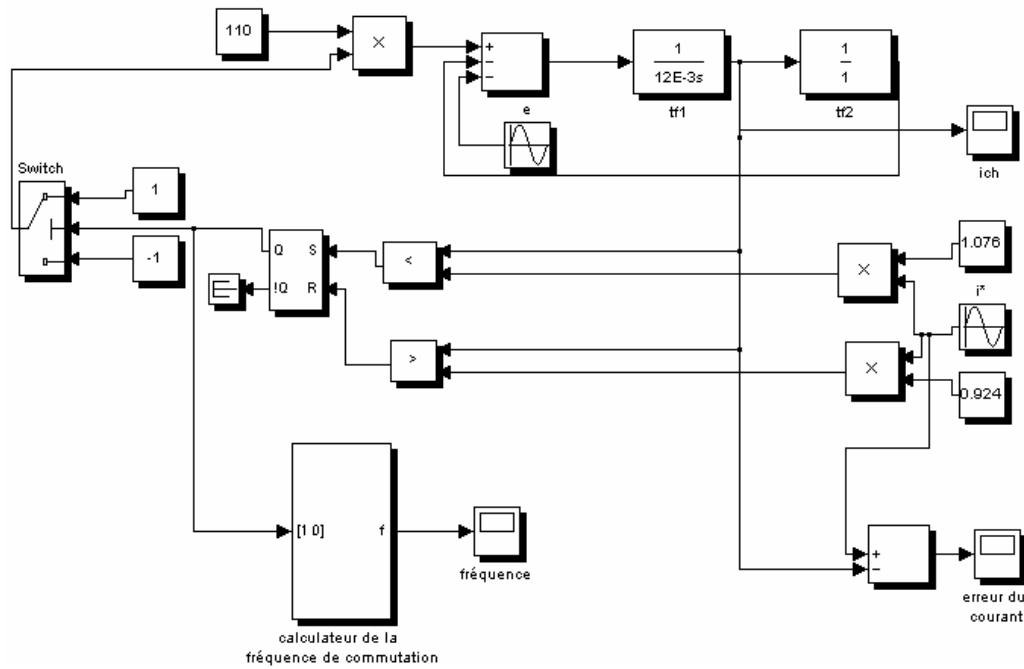 110
×
+
−
−
e
1
12E-3s
tf1
1
1
tf2
ich
Switch
1
-1
Q S
!Q R
<
>
×
×
1.076
i*
0.924
[1 0] f
calculateur de la
fréquence de commutation
fréquence
+
−
erreur du
courant